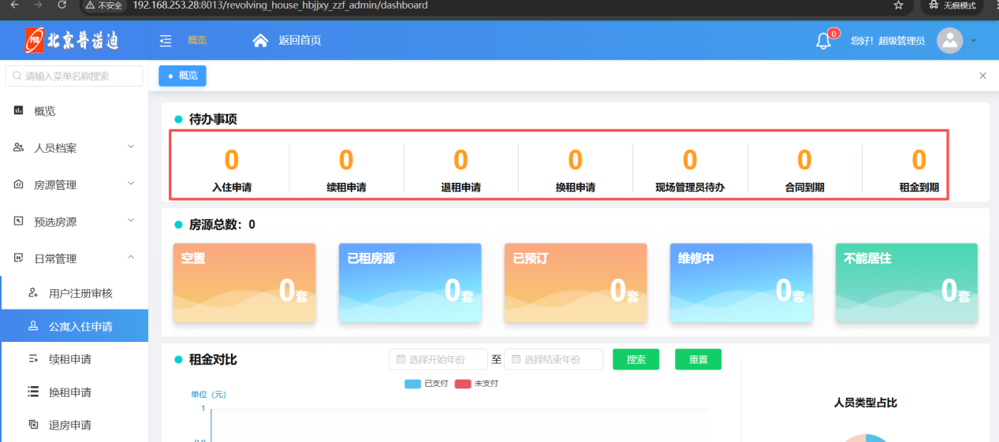 不安全 192.168.253.28:8013/revolving_house_hbjjxy_zzf_admin/dashboard 无痕模式
PRO 北京普诺迪 概览 返回首页 0 您好！超级管理员
请输入菜单名称搜索
概览
概览
人员档案
房源管理
预选房源
日常管理
用户注册审核
公寓入住申请
续租申请
换租申请
退房申请
待办事项
0 0 0 0 0 0 0
入住申请 续租申请 退租申请 换租申请 现场管理员待办 合同到期 租金到期
房源总数：0
空置 已租房源 已预订 维修中 不能居住
0套 0套 0套 0套 0套
租金对比 选择开始年份 至 选择结束年份 搜索 重置
已支付 未支付
单位（元）
1
人员类型占比